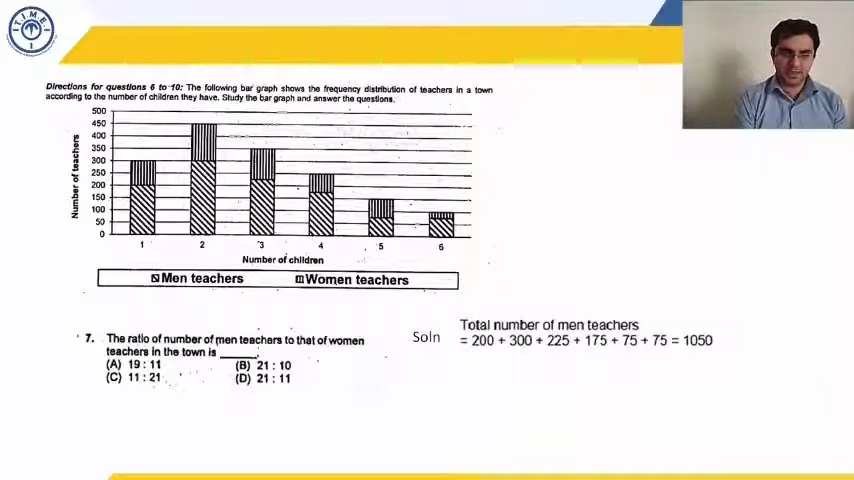 T.I.M.E.
Directions for questions 6 to 10: The following bar graph shows the frequency distribution of teachers in a town
according to the number of children they have. Study the bar graph and answer the questions.
500
450
400
350
300
250
200
150
100
50
0
Number of teachers
1 2 3 4 5 6
Number of children
Men teachers Women teachers
7. The ratio of number of men teachers to that of women
teachers in the town is ______.
(A) 19 : 11 (B) 21 : 10
(C) 11 : 21 (D) 21 : 11
Soln
Total number of men teachers
= 200 + 300 + 225 + 175 + 75 + 75 = 1050